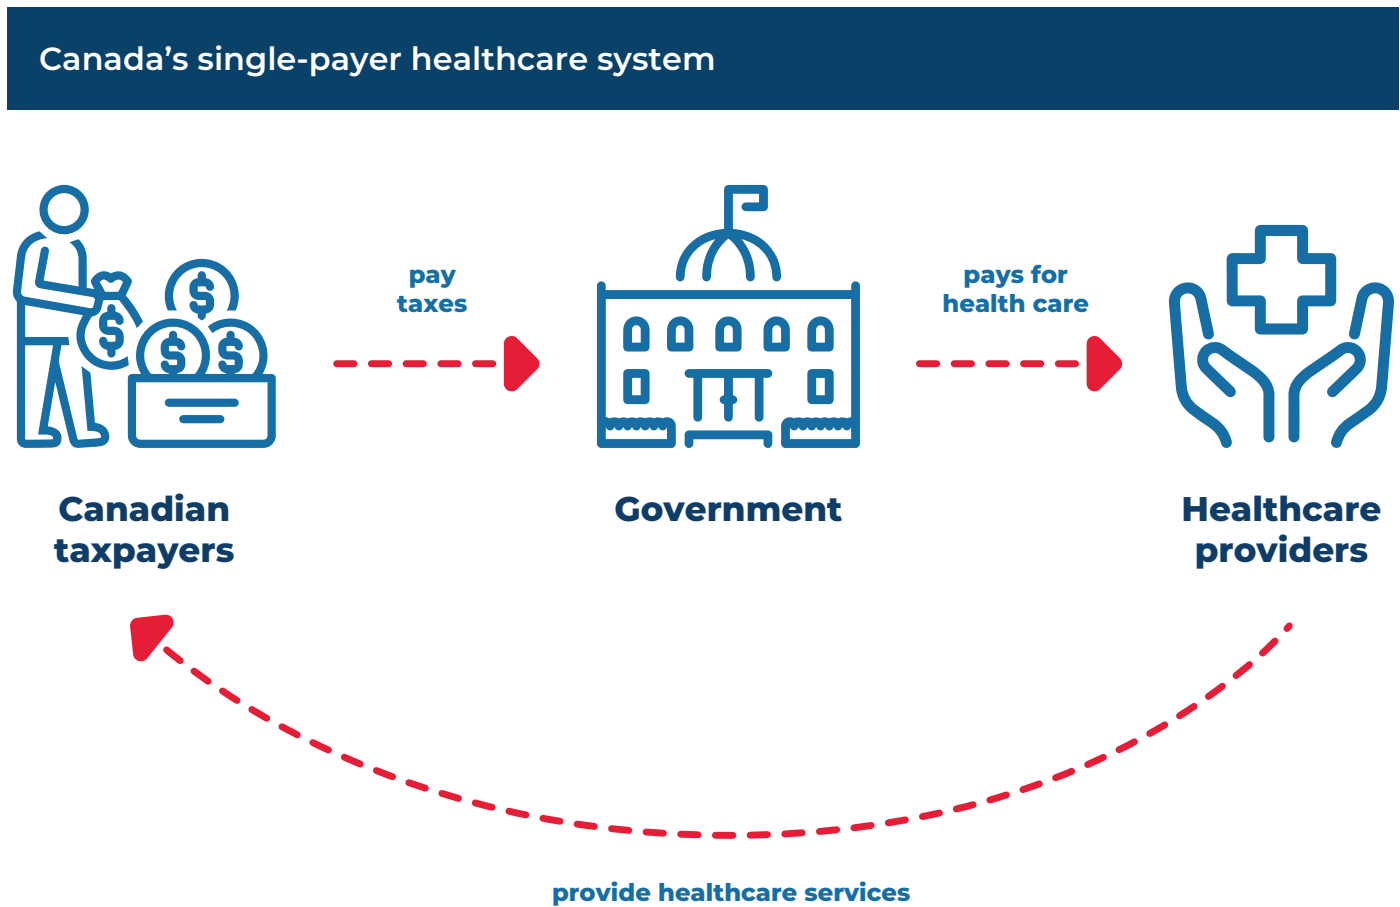 Canada’s single-payer healthcare system
pay
taxes
pays for
health care
Canadian
taxpayers
Government
Healthcare
providers
provide healthcare services